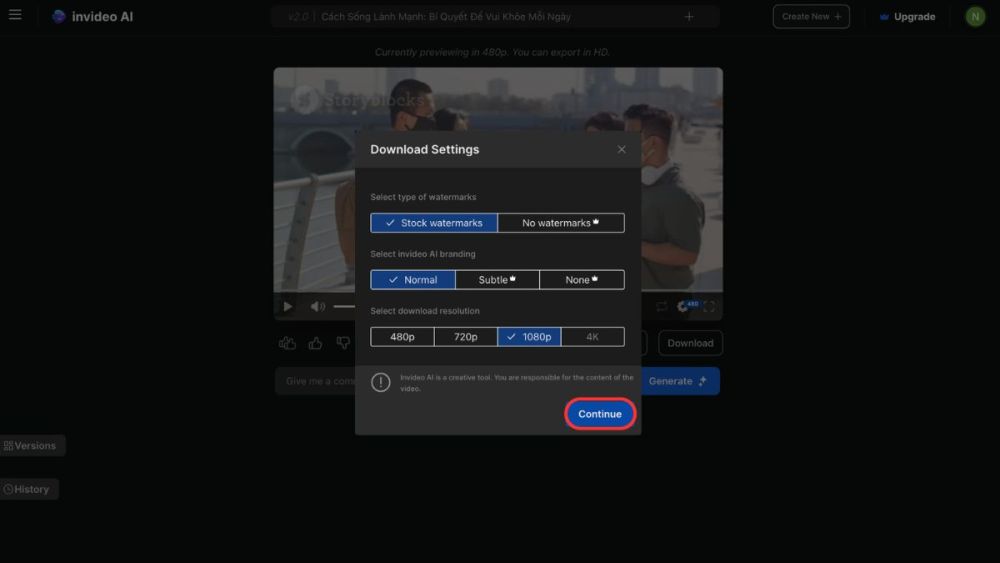 invideo AI
v2.0 | Cách Sống Lành Mạnh: Bí Quyết Để Vui Khỏe Mỗi Ngày
Create New +
Upgrade
N
Currently previewing in 480p. You can export in HD.
Storyblocks
Download Settings
Select type of watermarks
Stock watermarks
No watermarks
Select invideo AI branding
Normal
Subtle
None
Select download resolution
480p
720p
1080p
4K
480
Download
Invideo AI is a creative tool. You are responsible for the content of the
video.
Give me a com
Generate
Continue
Versions
History